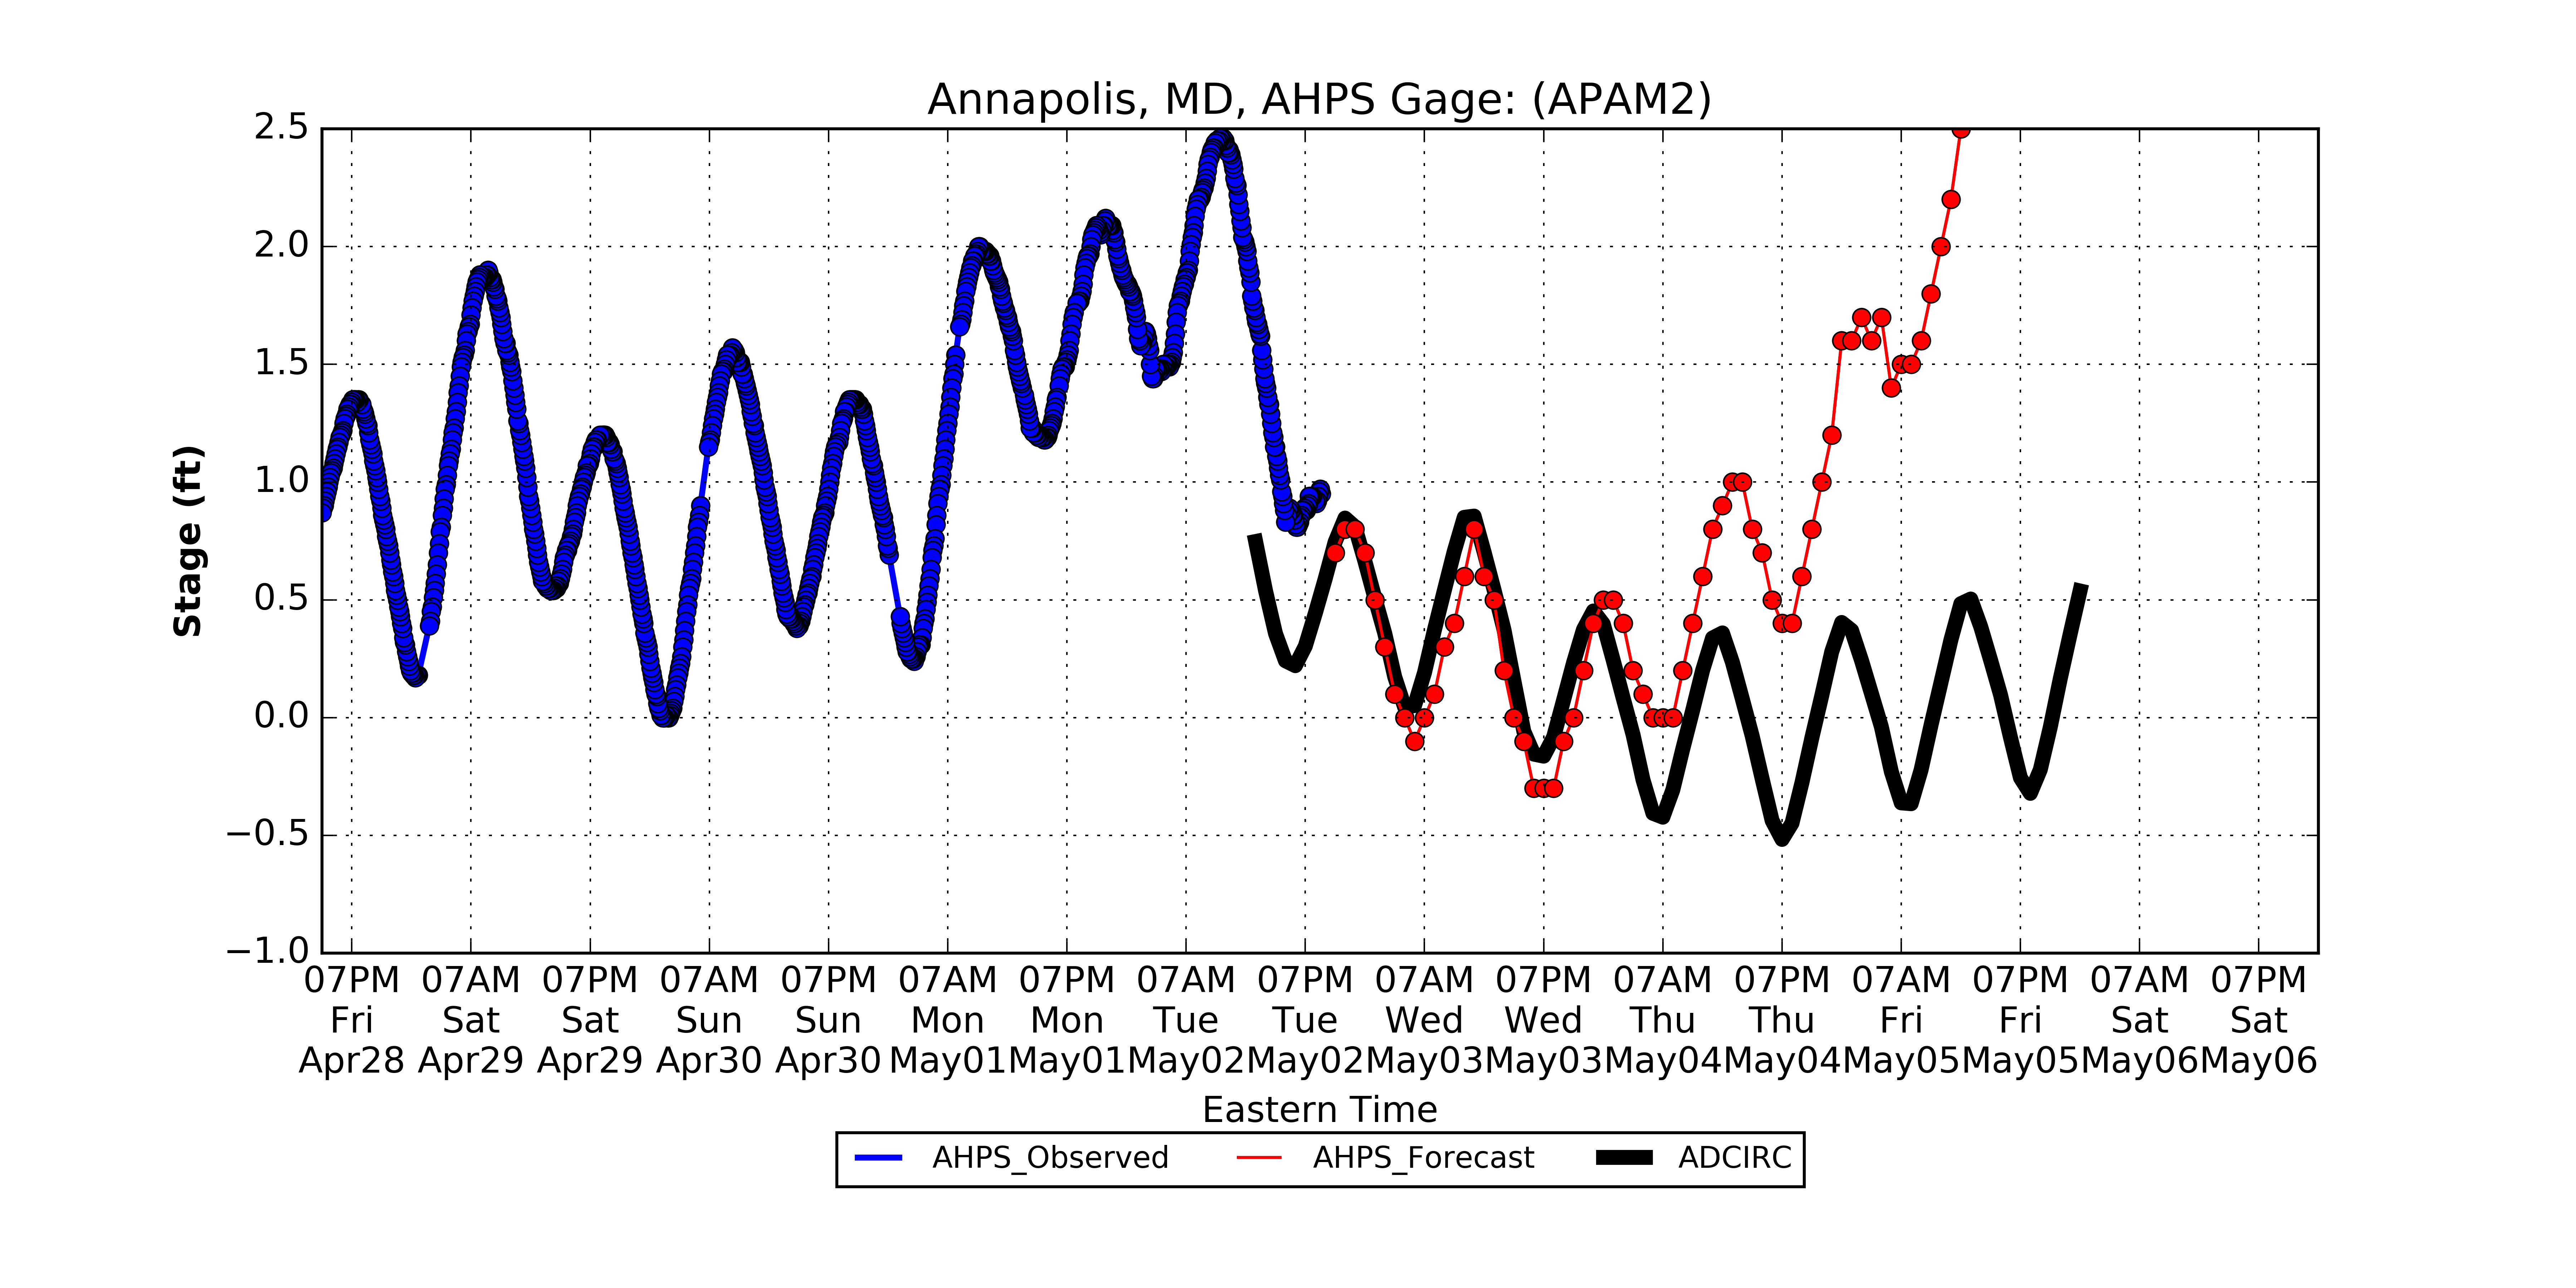 Annapolis, MD, AHPS Gage: (APAM2)
2.5
2.0
1.5
1.0
0.5
0.0
−0.5
−1.0
Stage (ft)
07PM 07AM 07PM 07AM 07PM 07AM 07PM 07AM 07PM 07AM 07PM 07AM 07PM 07AM 07PM 07AM 07PM
Fri Sat Sat Sun Sun Mon Mon Tue Tue Wed Wed Thu Thu Fri Fri Sat Sat
Apr28 Apr29 Apr29 Apr30 Apr30 May01 May01 May02 May02 May03 May03 May04 May04 May05 May05 May06 May06
Eastern Time
AHPS_Observed AHPS_Forecast ADCIRC